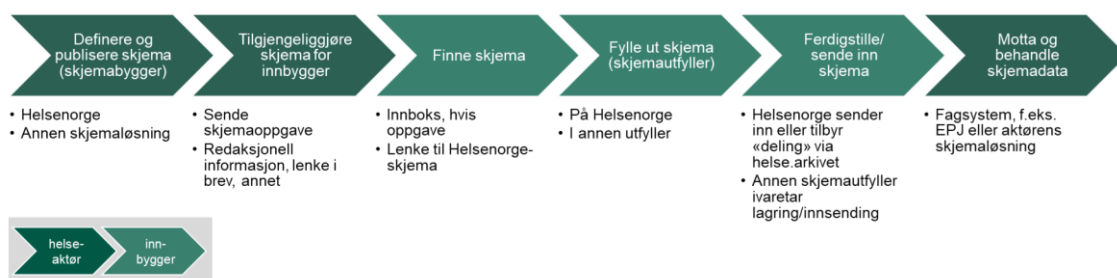 Definere og
publisere skjema
(skjemabygger)
Tilgjengeliggjøre
skjema for
innbygger
Finne skjema
Fylle ut skjema
(skjemautfyller)
Ferdigstille/
sende inn
skjema
Motta og
behandle
skjemadata
• Helsenorge
• Annen skjemaløsning
• Sende
skjemaoppgave
• Redaksjonell
informasjon, lenke i
brev, annet
• Innboks, hvis
oppgave
• Lenke til Helsenorge-
skjema
• På Helsenorge
• I annen utfyller
• Helsenorge sender
inn eller tilbyr
«deling» via
helse.arkivet
• Annen skjemautfyller
ivaretar
lagring/innsending
• Fagsystem, f.eks.
EPJ eller aktørens
skjemaløsning
helse-
aktør
inn-
bygger